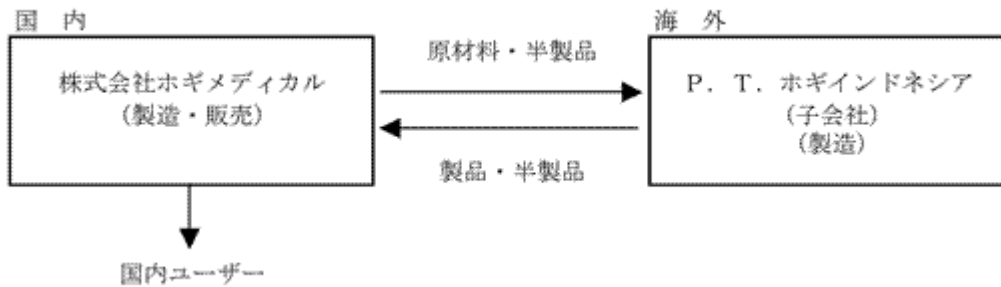 国　内
海　外
株式会社ホギメディカル
(製造・販売)
原材料・半製品
Ｐ．Ｔ．ホギインドネシア
(子会社)
(製造)
製品・半製品
国内ユーザー